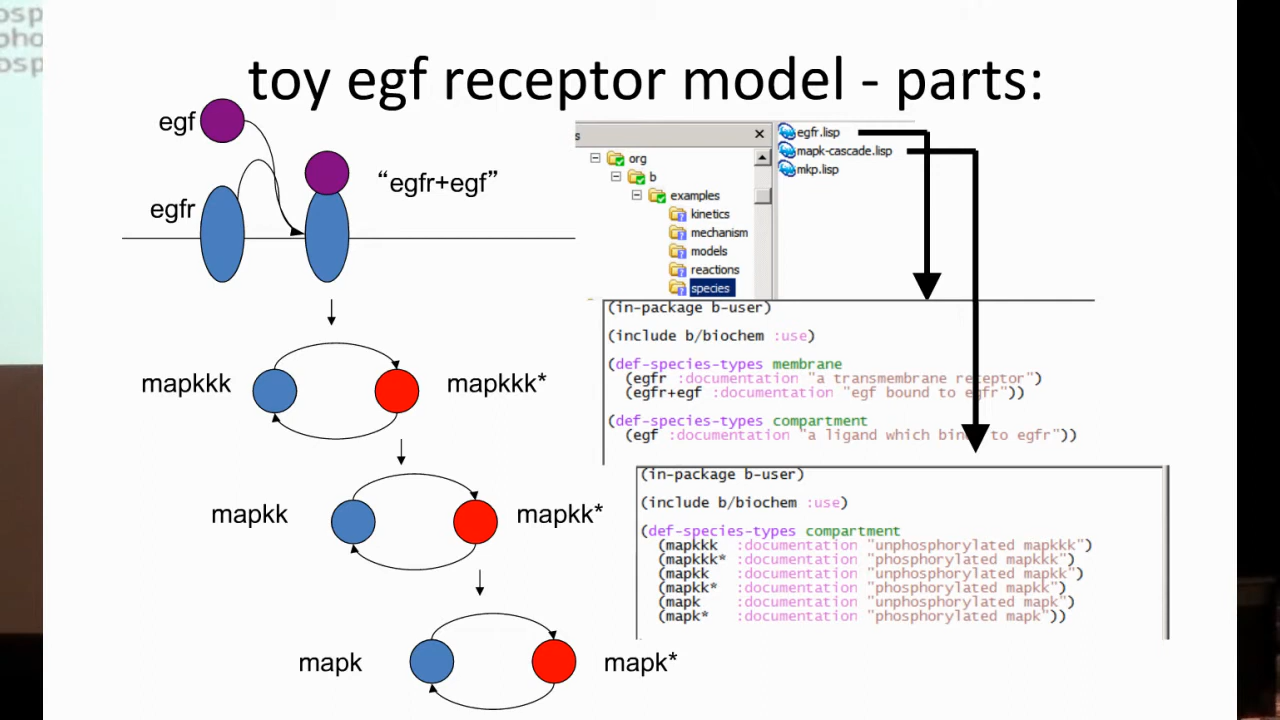 osp
pho
osp
toy egf receptor model - parts:
egf
egfr
“egfr+egf”
mapkkk
mapkkk*
mapkk
mapkk*
mapk
mapk*
s
org
b
examples
kinetics
mechanism
models
reactions
species
egfr.lisp
mapk-cascade.lisp
mkp.lisp
(in-package b-user)
(include b/biochem :use)
(def-species-types membrane
(egfr :documentation "a transmembrane receptor")
(egfr+egf :documentation "egf bound to egfr"))
(def-species-types compartment
(egf :documentation "a ligand which binds to egfr"))
(in-package b-user)
(include b/biochem :use)
(def-species-types compartment
(mapkkk :documentation "unphosphorylated mapkkk")
(mapkkk* :documentation "phosphorylated mapkkk")
(mapkk :documentation "unphosphorylated mapkk")
(mapkk* :documentation "phosphorylated mapkk")
(mapk :documentation "unphosphorylated mapk")
(mapk* :documentation "phosphorylated mapk"))